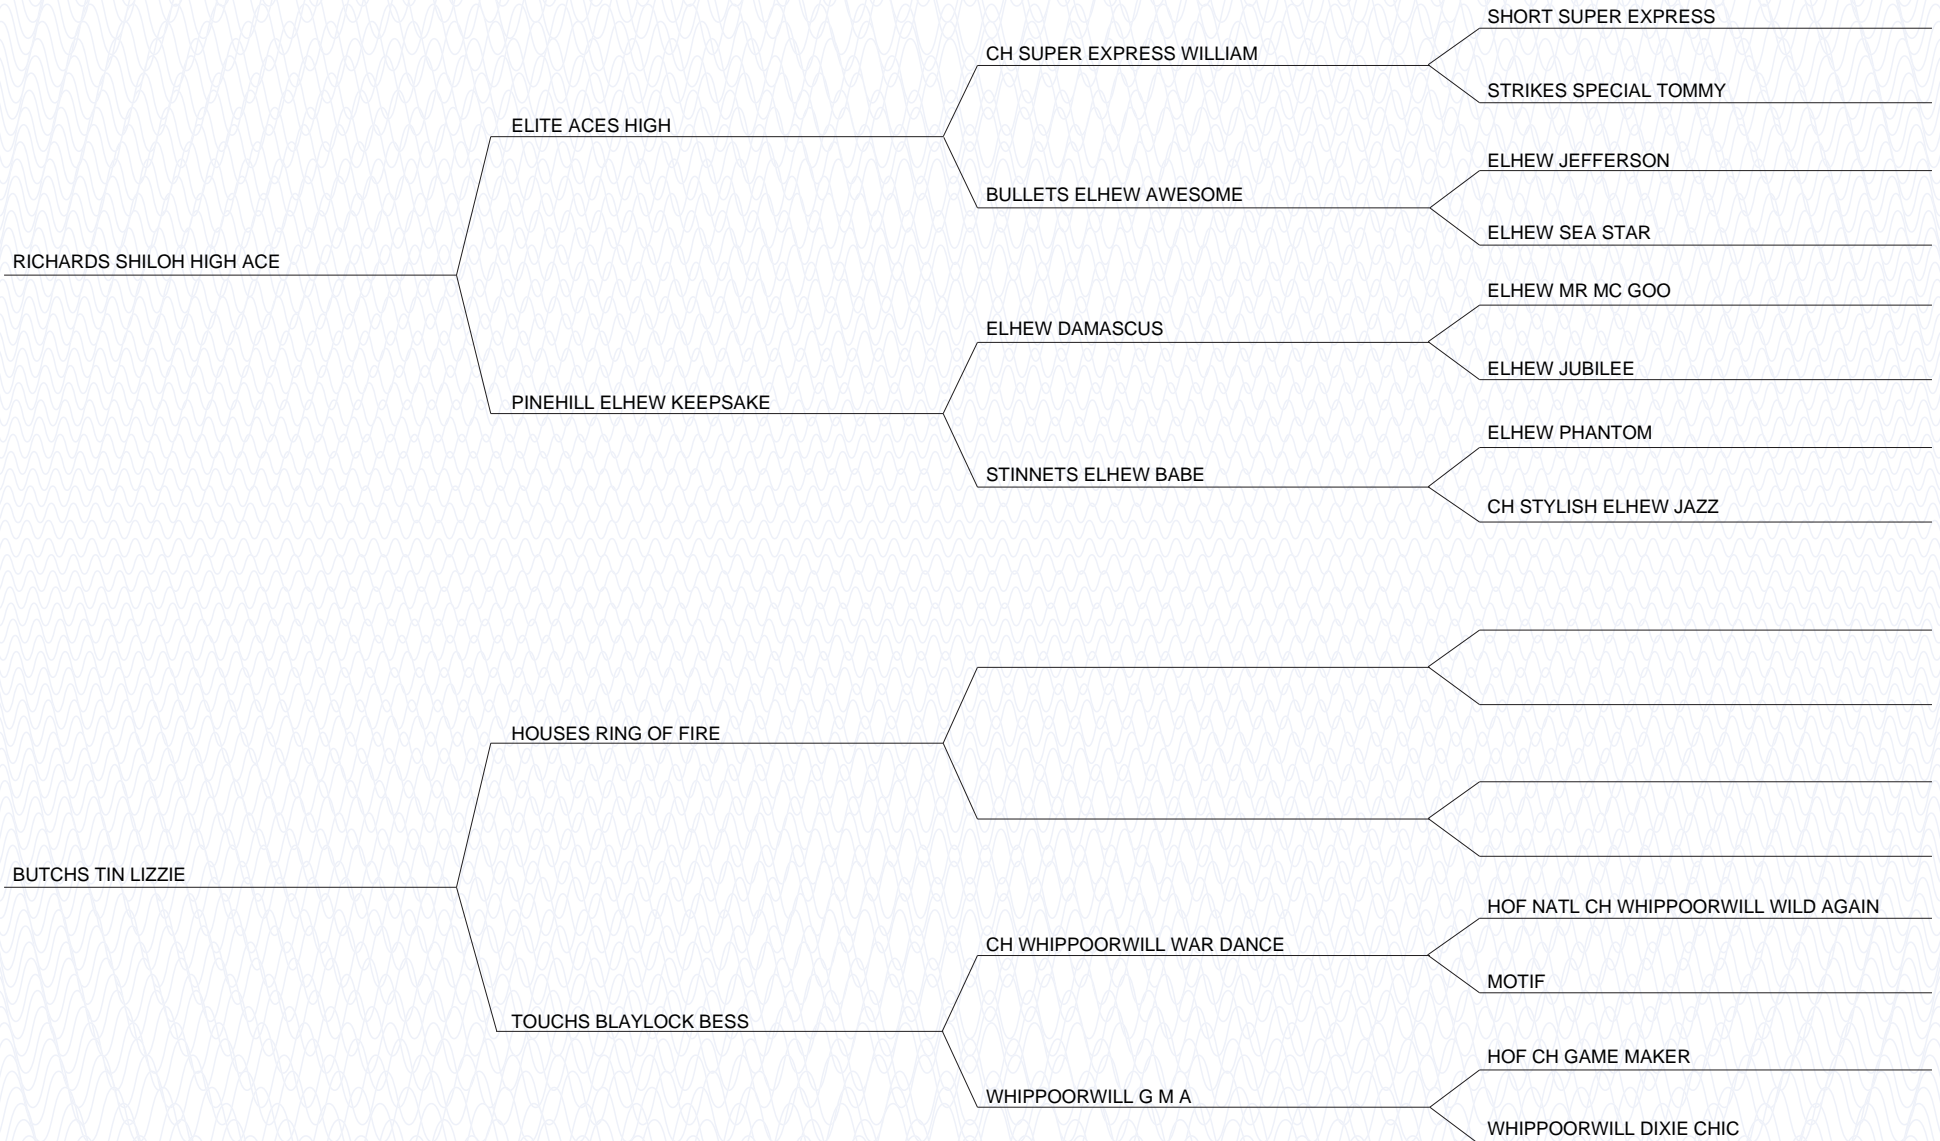 SHORT SUPER EXPRESS
CH SUPER EXPRESS WILLIAM
STRIKES SPECIAL TOMMY
ELITE ACES HIGH
ELHEW JEFFERSON
BULLETS ELHEW AWESOME
ELHEW SEA STAR
RICHARDS SHILOH HIGH ACE
ELHEW MR MC GOO
ELHEW DAMASCUS
ELHEW JUBILEE
PINEHILL ELHEW KEEPSAKE
ELHEW PHANTOM
STINNETS ELHEW BABE
CH STYLISH ELHEW JAZZ
HOUSES RING OF FIRE
BUTCHS TIN LIZZIE
HOF NATL CH WHIPPOORWILL WILD AGAIN
CH WHIPPOORWILL WAR DANCE
MOTIF
TOUCHS BLAYLOCK BESS
HOF CH GAME MAKER
WHIPPOORWILL G M A
WHIPPOORWILL DIXIE CHIC